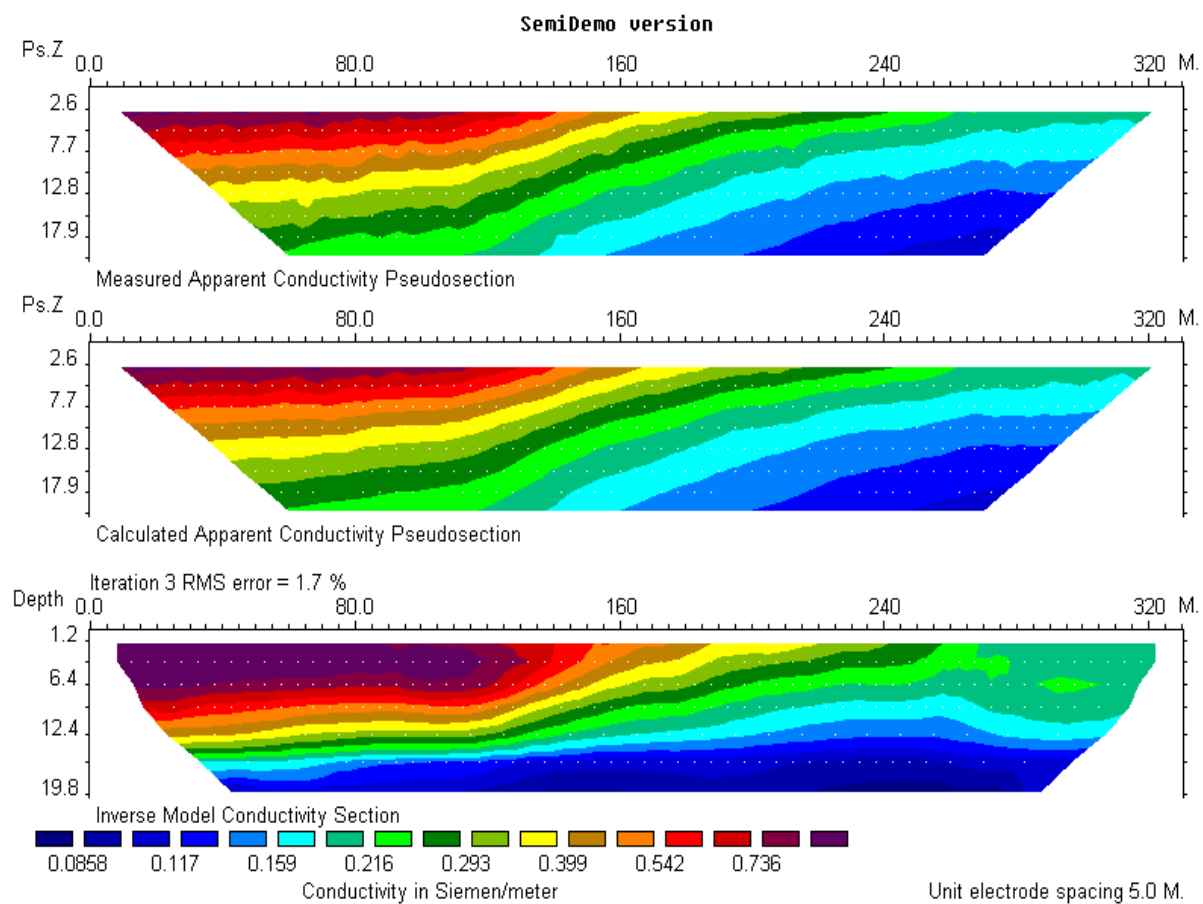 SemiDemo version
Ps.Z 0.0 80.0 160 240 320 M.
2.6
7.7
12.8
17.9
Measured Apparent Conductivity Pseudosection
Ps.Z 0.0 80.0 160 240 320 M.
2.6
7.7
12.8
17.9
Calculated Apparent Conductivity Pseudosection
Iteration 3 RMS error = 1.7 %
Depth 0.0 80.0 160 240 320 M.
1.2
6.4
12.4
19.8
Inverse Model Conductivity Section
0.0858 0.117 0.159 0.216 0.293 0.399 0.542 0.736
Conductivity in Siemen/meter Unit electrode spacing 5.0 M.